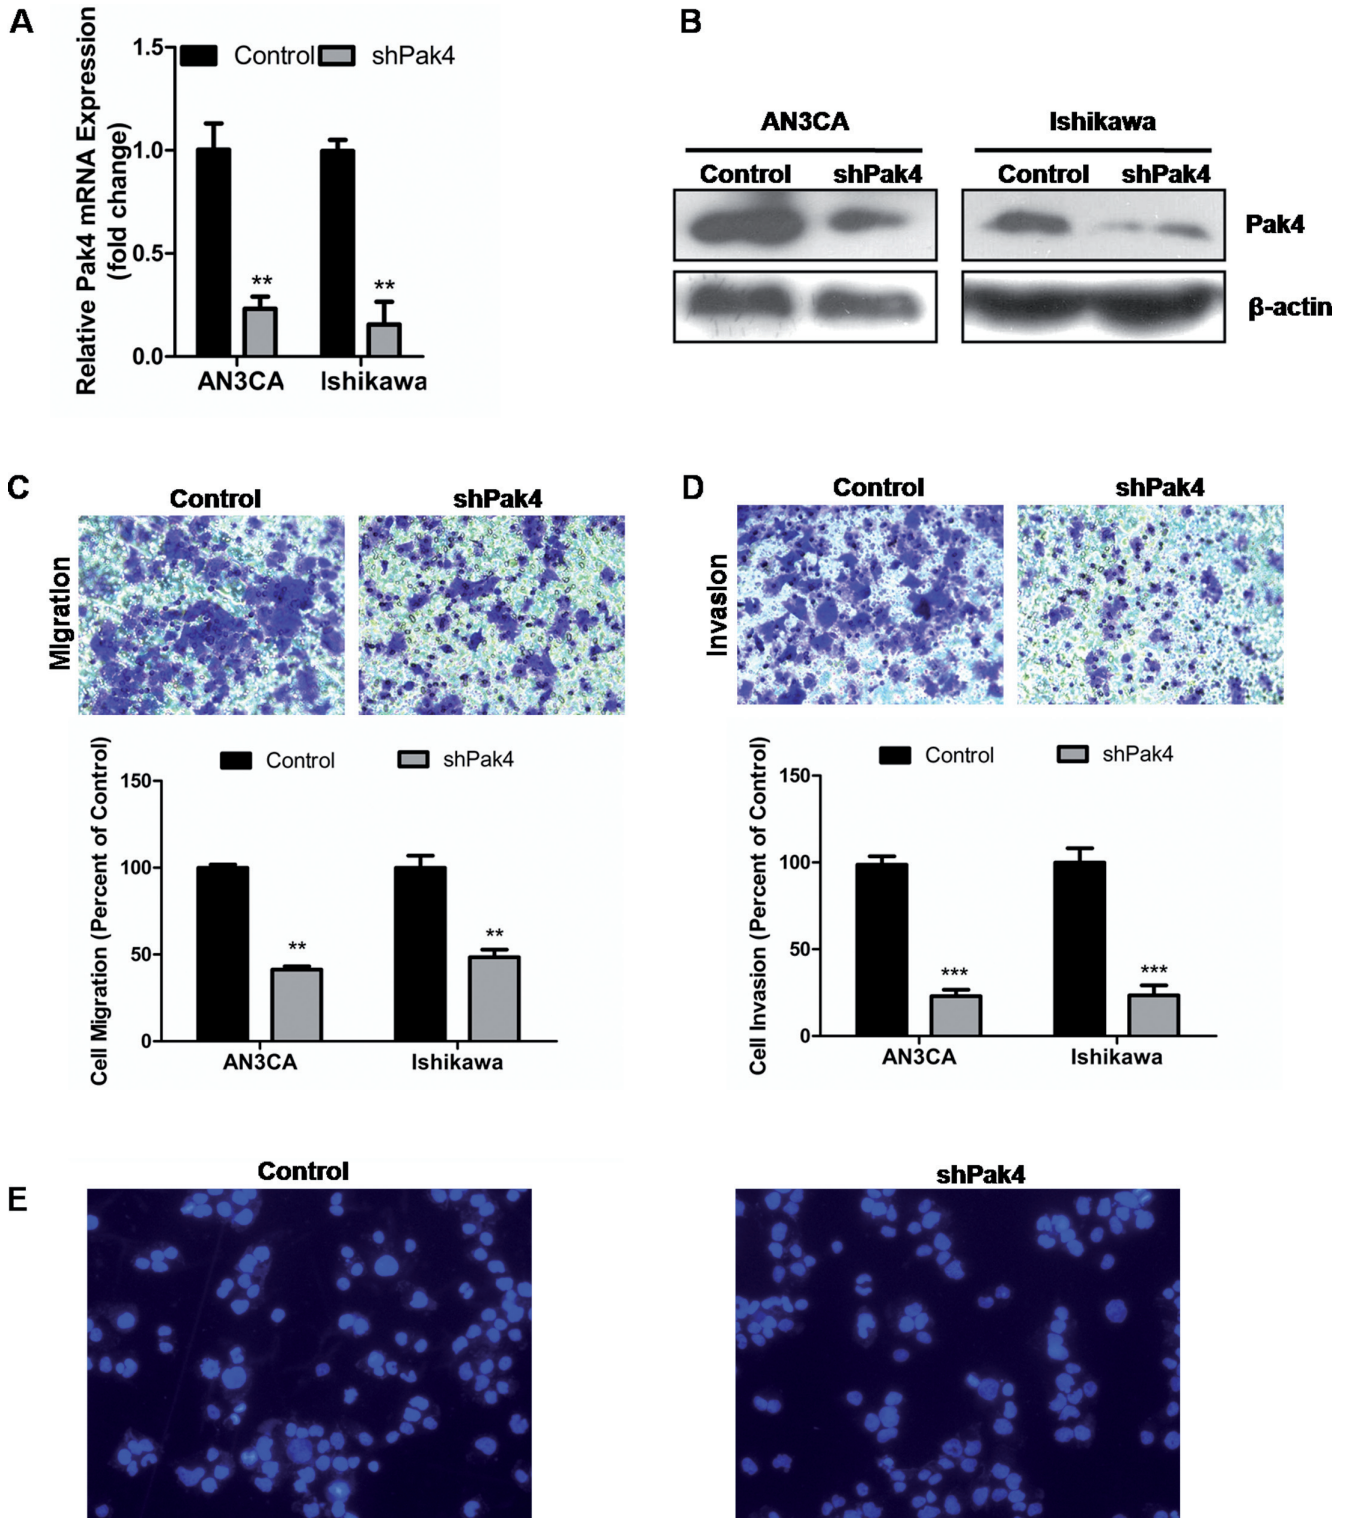 A
Relative Pak4 mRNA Expression
(fold change)
1.5
1.0
0.5
0.0
Control shPak4
**
**
AN3CA Ishikawa
B
AN3CA Ishikawa
Control shPak4 Control shPak4
Pak4
β-actin
C
Control shPak4
Migration
Control shPak4
Cell Migration (Percent of Control)
150
100
50
0
**
**
AN3CA Ishikawa
D
Control shPak4
Invasion
Control shPak4
Cell Invasion (Percent of Control)
150
100
50
0
***
***
AN3CA Ishikawa
E
Control shPak4